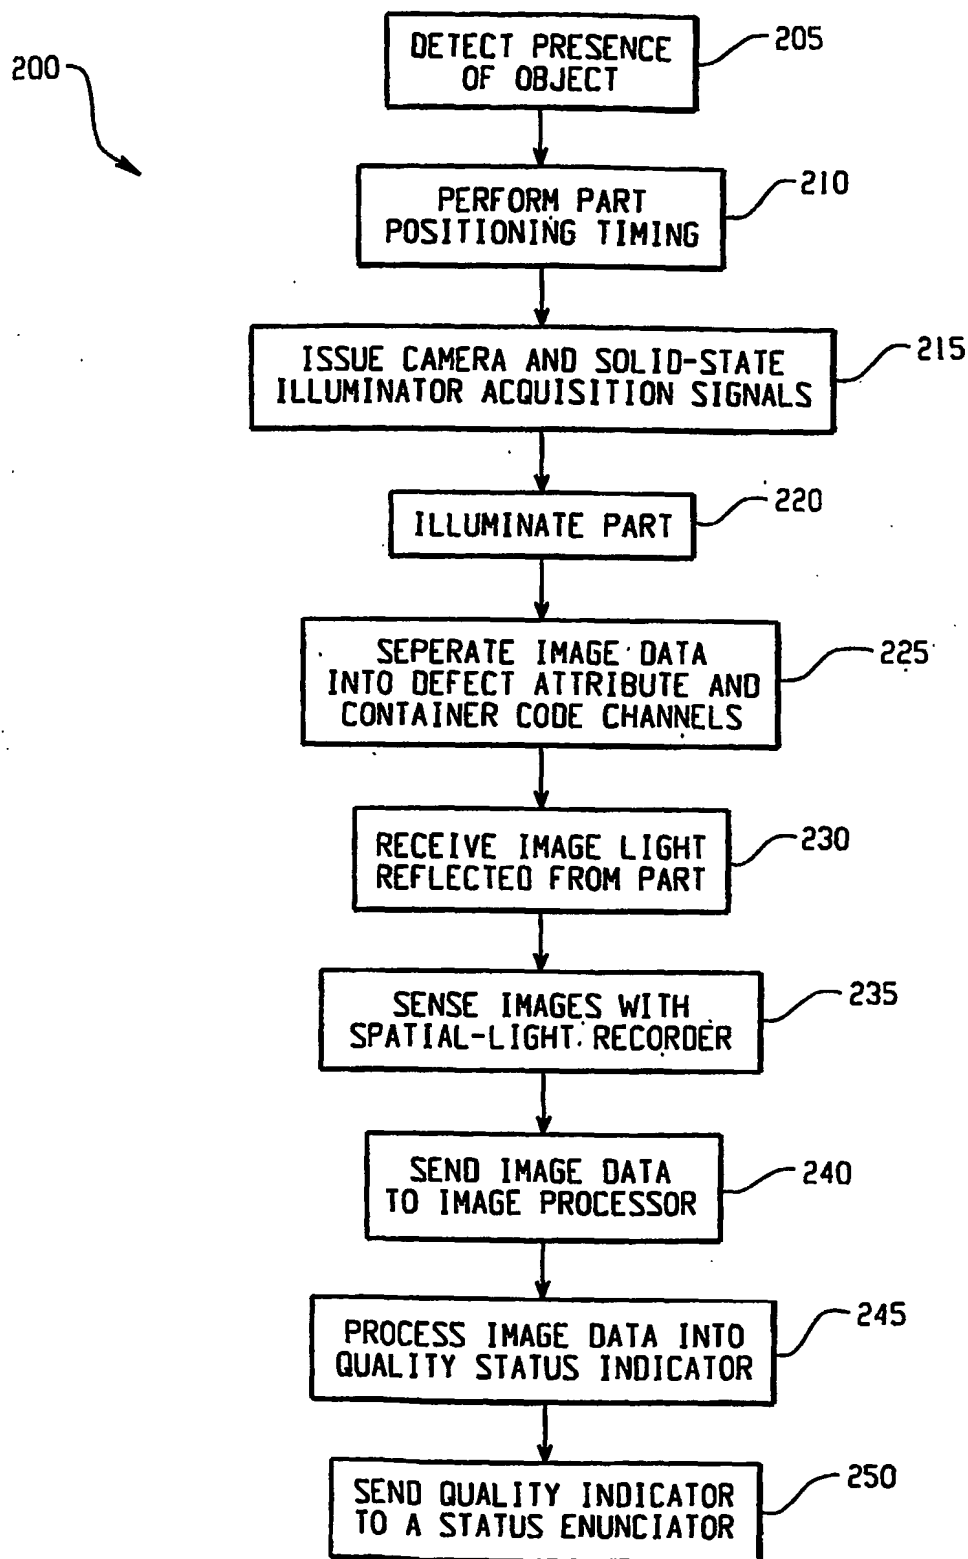 200
DETECT PRESENCE
OF OBJECT
205
PERFORM PART
POSITIONING TIMING
210
ISSUE CAMERA AND SOLID-STATE
ILLUMINATOR ACQUISITION SIGNALS
215
ILLUMINATE PART
220
SEPERATE IMAGE DATA
INTO DEFECT ATTRIBUTE AND
CONTAINER CODE CHANNELS
225
RECEIVE IMAGE LIGHT
REFLECTED FROM PART
230
SENSE IMAGES WITH
SPATIAL-LIGHT RECORDER
235
SEND IMAGE DATA
TO IMAGE PROCESSOR
240
PROCESS IMAGE DATA INTO
QUALITY STATUS INDICATOR
245
SEND QUALITY INDICATOR
TO A STATUS ENUNCIATOR
250